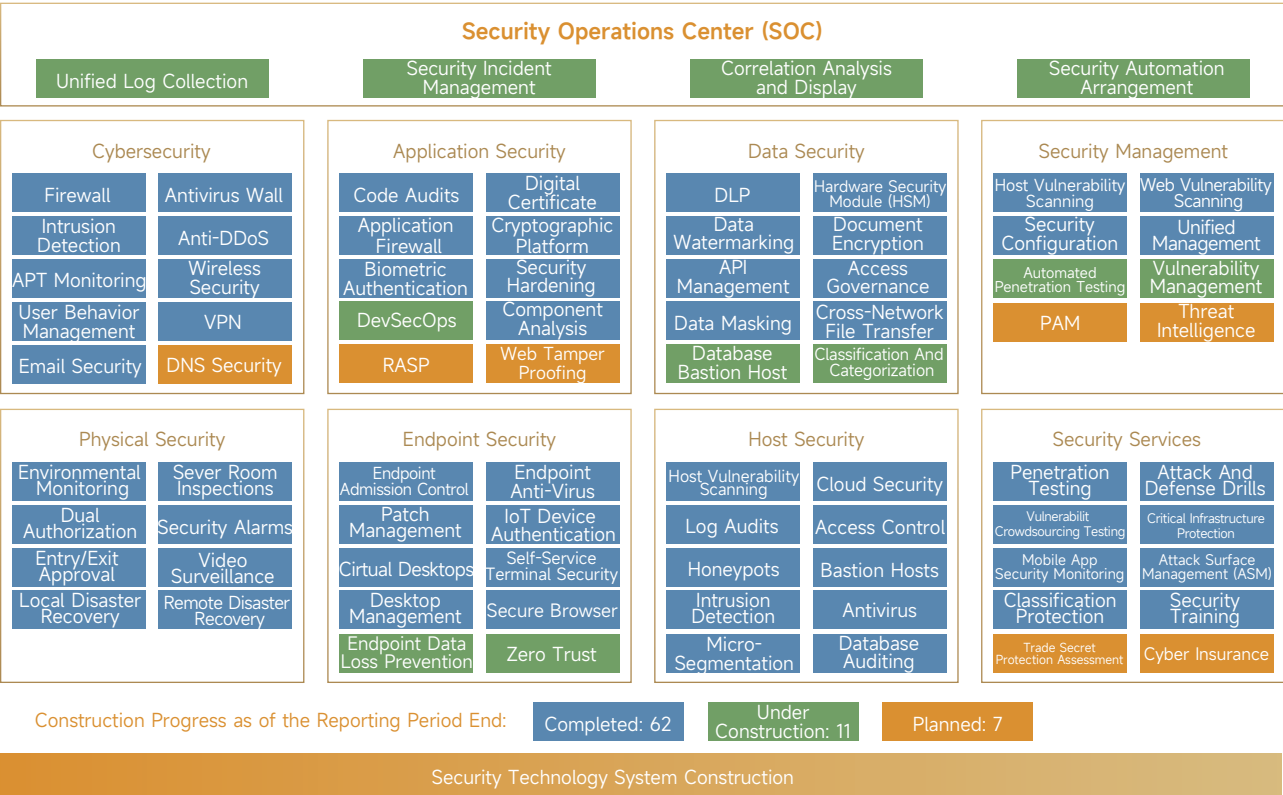 Security Operations Center (SOC)
Unified Log Collection
Security Incident
Management
Correlation Analysis
and Display
Security Automation
Arrangement
Cybersecurity
Firewall
Antivirus Wall
Intrusion
Detection
Anti-DDoS
APT Monitoring
Wireless
Security
User Behavior
Management
VPN
Email Security
DNS Security
Application Security
Code Audits
Digital
Certificate
Application
Firewall
Cryptographic
Platform
Biometric
Authentication
Security
Hardening
DevSecOps
Component
Analysis
RASP
Web Tamper
Proofing
Data Security
DLP
Hardware Security
Module (HSM)
Data
Watermarking
Document
Encryption
API
Management
Access
Governance
Data Masking
Cross-Network
File Transfer
Database
Bastion Host
Classification And
Categorization
Security Management
Host Vulnerability
Scanning
Web Vulnerability
Scanning
Security
Configuration
Unified
Management
Automated
Penetration Testing
Vulnerability
Management
PAM
Threat
Intelligence
Physical Security
Environmental
Monitoring
Sever Room
Inspections
Dual
Authorization
Security Alarms
Entry/Exit
Approval
Video
Surveillance
Local Disaster
Recovery
Remote Disaster
Recovery
Endpoint Security
Endpoint
Admission Control
Endpoint
Anti-Virus
Patch
Management
IoT Device
Authentication
Cirtual Desktops
Self-Service
Terminal Security
Desktop
Management
Secure Browser
Endpoint Data
Loss Prevention
Zero Trust
Host Security
Host Vulnerability
Scanning
Cloud Security
Log Audits
Access Control
Honeypots
Bastion Hosts
Intrusion
Detection
Antivirus
Micro-
Segmentation
Database
Auditing
Security Services
Penetration
Testing
Attack And
Defense Drills
Vulnerabilit
Crowdsourcing Testing
Critical Infrastructure
Protection
Mobile App
Security Monitoring
Attack Surface
Management (ASM)
Classification
Protection
Security
Training
Trade Secret
Protection Assessment
Cyber Insurance
Construction Progress as of the Reporting Period End:
Completed: 62
Under
Construction: 11
Planned: 7
Security Technology System Construction